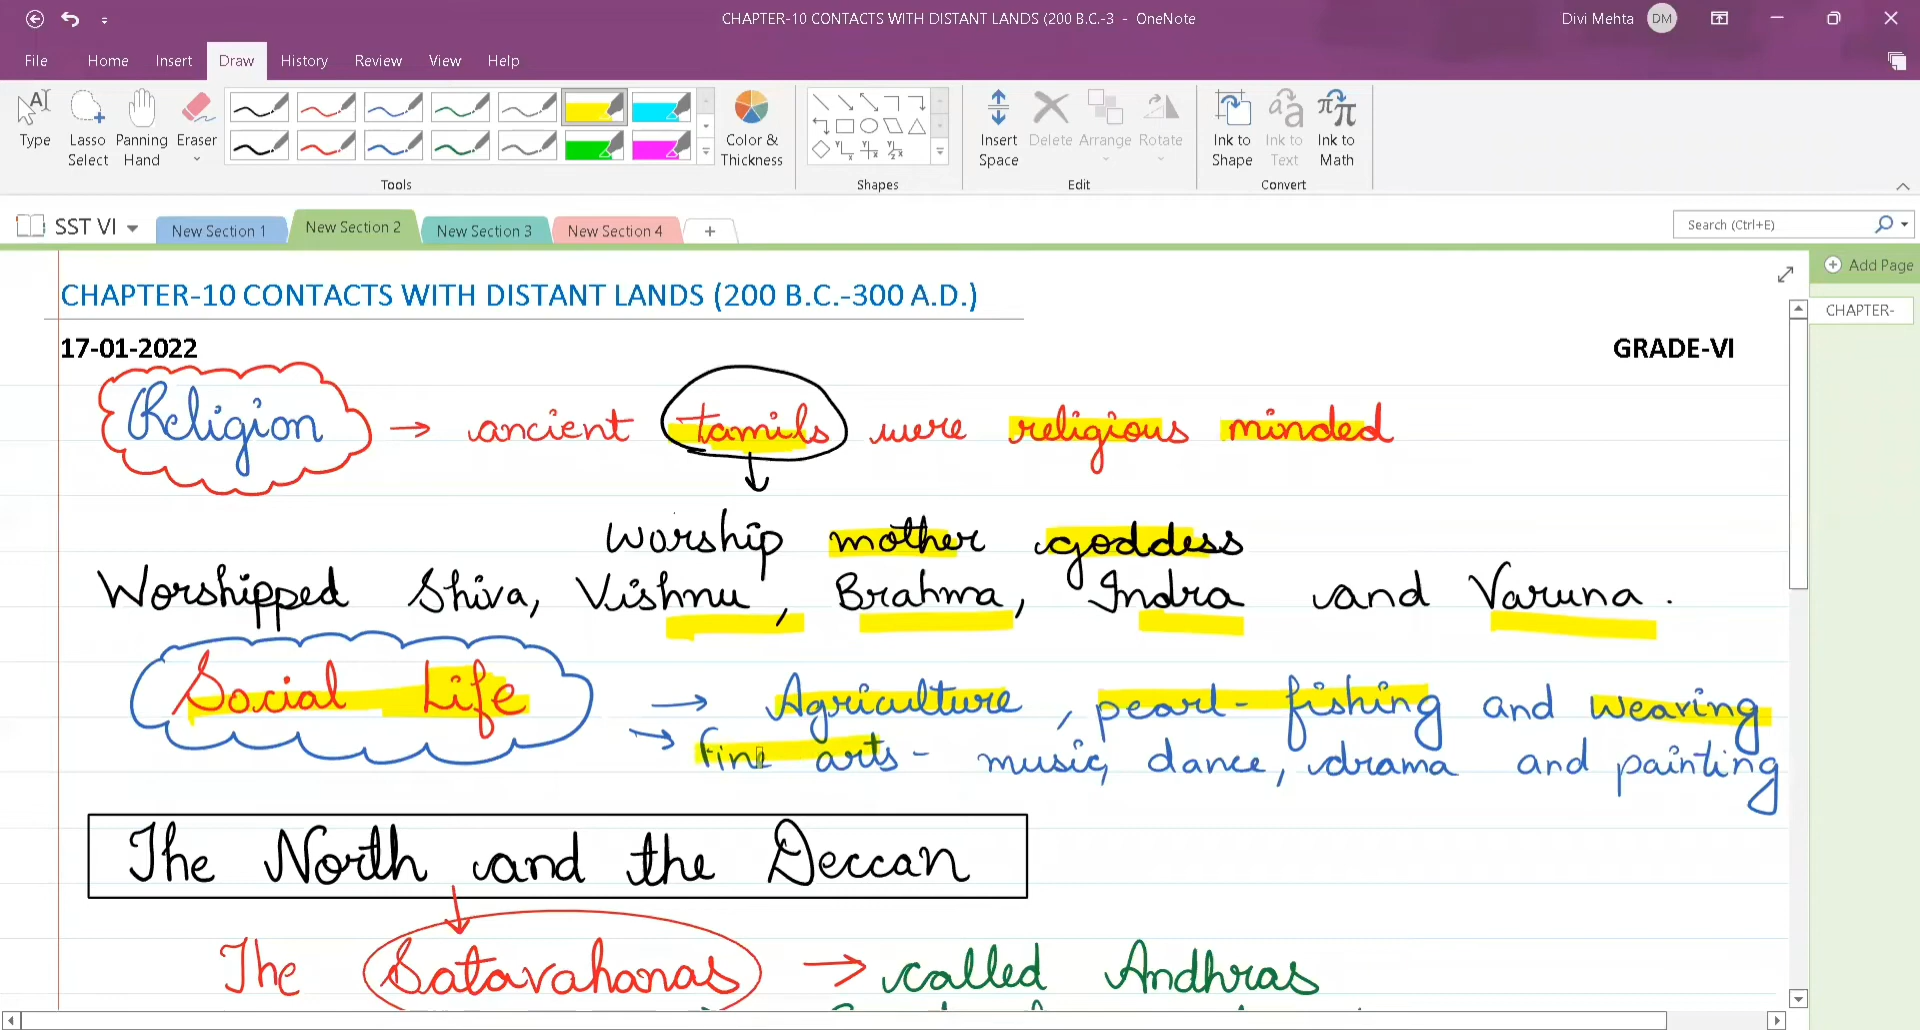 CHAPTER-10 CONTACTS WITH DISTANT LANDS (200 B.C.-3 - OneNote
Divi Mehta DM
File Home Insert Draw History Review View Help
Type
Lasso Select
Panning Hand
Eraser
Color & Thickness
Insert Space
Delete
Arrange
Rotate
Ink to Shape
Ink to Text
Ink to Math
Tools Shapes Edit Convert
SST VI New Section 1 New Section 2 New Section 3 New Section 4 + Search (Ctrl+E)
Add Page
CHAPTER-10 CONTACTS WITH DISTANT LANDS (200 B.C.-300 A.D.)
CHAPTER-
17-01-2022 GRADE-VI
Religion → ancient tamils were religious minded
worship mother goddess
Worshipped Shiva, Vishnu, Brahma, Indra and Varuna.
Social Life → Agriculture, pearl-fishing and weaving
→ fine arts - music, dance, drama and painting
The North and the Deccan
The Satavahanas → called Andhras